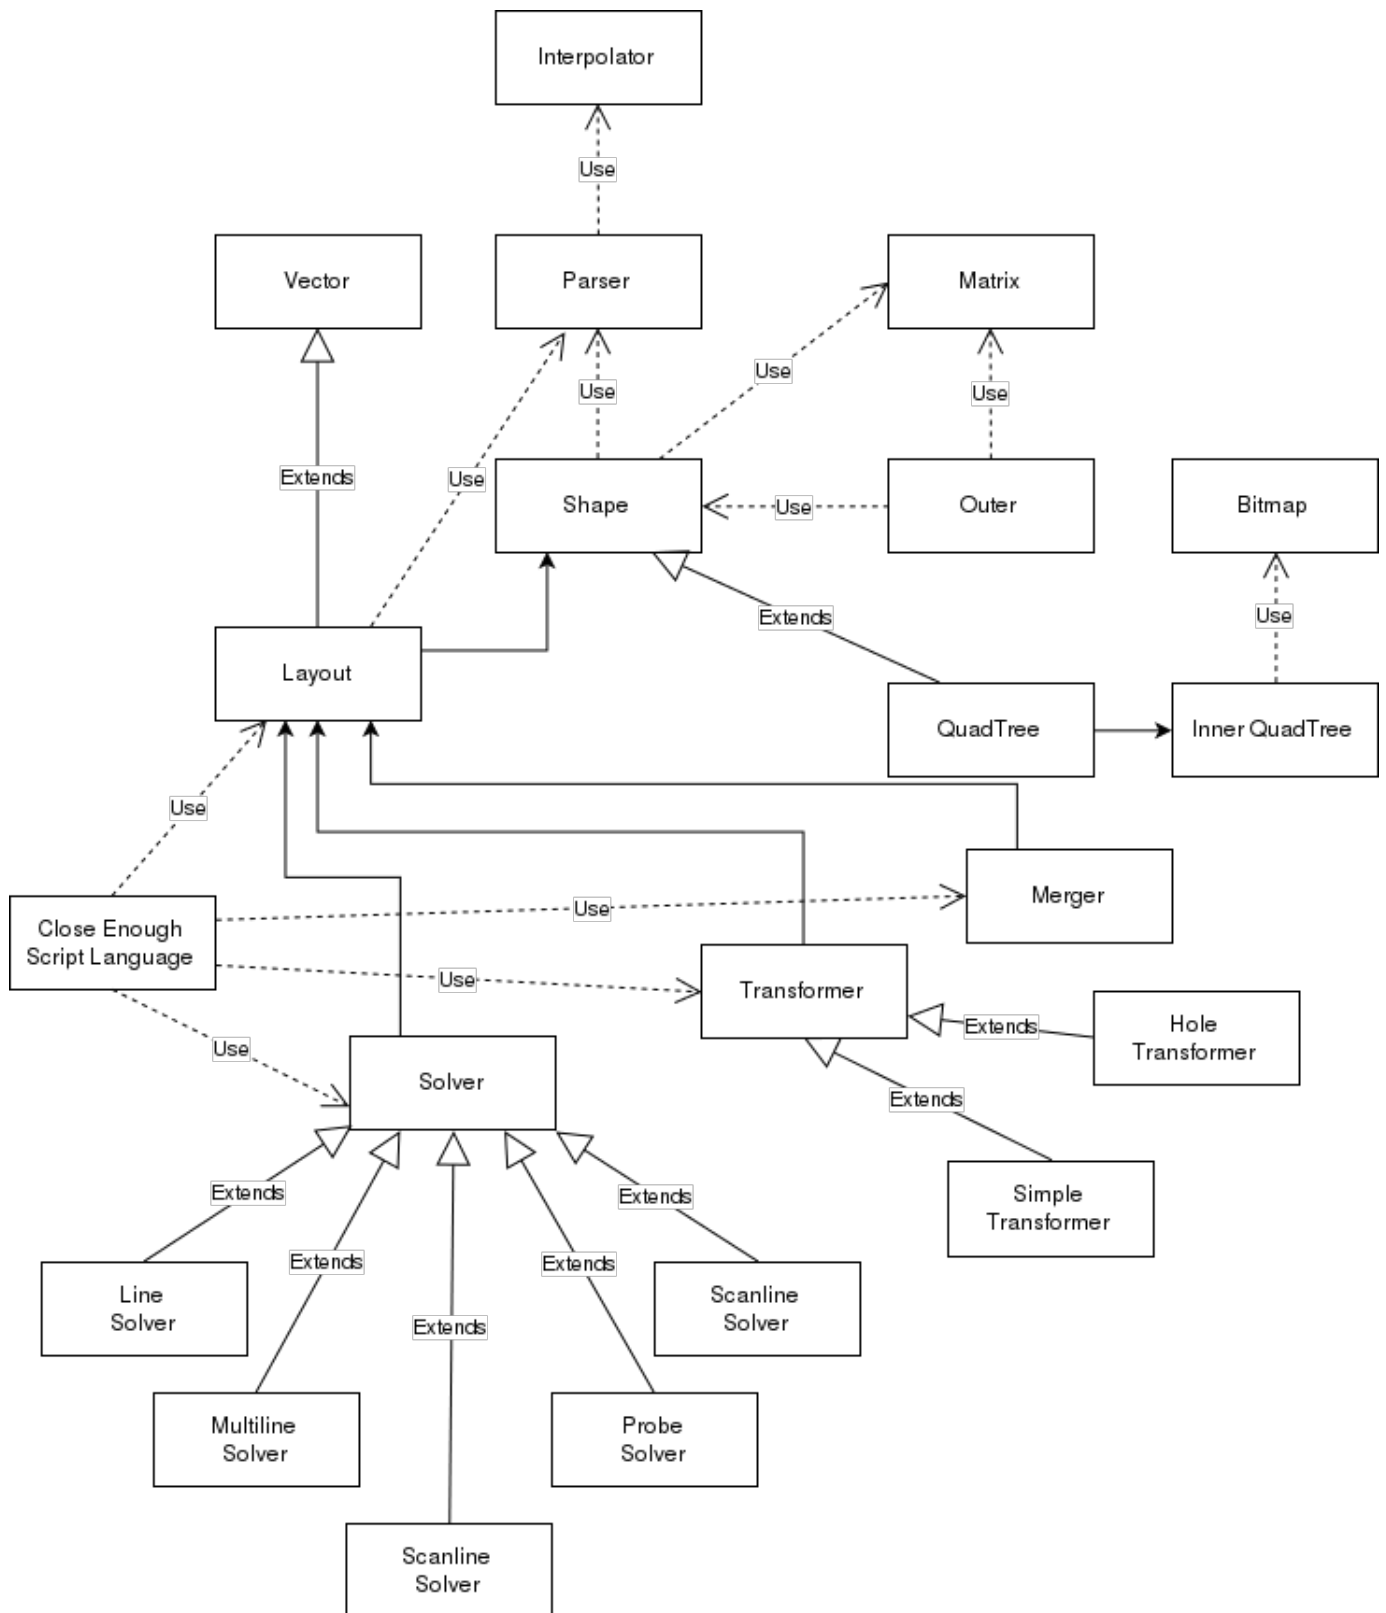 Interpolator
Use
Vector
Parser
Matrix
Use
Use
Use
Extends
Use
Shape
Use
Outer
Bitmap
Extends
Use
Layout
QuadTree
Inner QuadTree
Use
Close Enough
Script Language
Use
Merger
Use
Transformer
Hole
Transformer
Extends
Use
Solver
Extends
Simple
Transformer
Extends
Extends
Extends
Extends
Extends
Line
Solver
Scanline
Solver
Multiline
Solver
Probe
Solver
Scanline
Solver